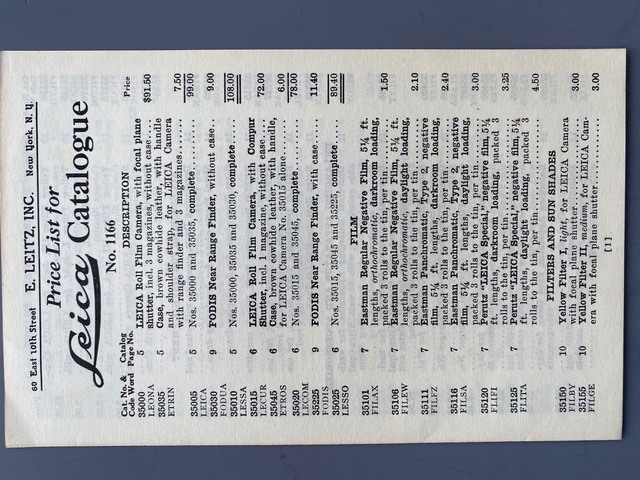 60 East 10th Street E. LEITZ, INC. New York, N. Y.
Price List for
Leica Catalogue
No. 1166
Cat. No. & Code Word Catalog Page No. DESCRIPTION Price
35000 5 LEICA Roll Film Camera, with focal plane
LEONA shutter, incl. 3 magazines, without case.... $91.50
35035 5 Case, brown cowhide leather, with handle
ETRIN and shoulder strap, for LEICA Camera
with range finder and 3 magazines....... 7.50
35005 5 Nos. 35000 and 35035, complete.......... 99.00
LEICA
35030 9 FODIS Near Range Finder, without case.. 9.00
FODUA
35010 5 Nos. 35000, 35035 and 35030, complete.... 108.00
LESSA
35015 6 LEICA Roll Film Camera, with Compur
LECUR Shutter, incl. 1 magazine, without case.... 72.00
35045 6 Case, brown cowhide leather, with handle,
ETROS for LEICA Camera No. 35015 alone....... 6.00
35020 6 Nos. 35015 and 35045, complete.......... 78.00
LECOM
35225 9 FODIS Near Range Finder, with case..... 11.40
FODIS
35025 6 Nos. 35015, 35045 and 35225, complete.... 89.40
LESSO
FILM
35101 7 Eastman Regular Negative Film, 5¼ ft.
FILAX lengths, orthochromatic, darkroom loading,
packed 3 rolls to the tin, per tin........ 1.50
35106 7 Eastman Regular Negative Film, 5¼ ft.
FILEW lengths, orthochromatic, daylight loading,
packed 3 rolls to the tin, per tin........ 2.10
35111 7 Eastman Panchromatic, Type 2, negative
FILFZ film, 5¼ ft. lengths, darkroom loading,
packed 3 rolls to the tin, per tin........ 2.40
35116 7 Eastman Panchromatic, Type 2, negative
FILSA film, 5¼ ft. lengths, daylight loading,
packed 3 rolls to the tin, per tin........ 3.00
35120 7 Perutz "LEICA Special," negative film, 5¼
FLIFI ft. lengths, darkroom loading, packed 3
rolls to the tin, per tin................ 3.25
35125 7 Perutz "LEICA Special," negative film, 5¼
FLITA ft. lengths, daylight loading, packed 3
rolls to the tin, per tin................ 4.50
FILTERS AND SUN SHADES
35150 10 Yellow Filter I, light, for LEICA Camera
FILBY with focal plane shutter................ 3.00
35155 10 Yellow Filter II, medium, for LEICA Cam-
FILGE era with focal plane shutter............ 3.00
[1]